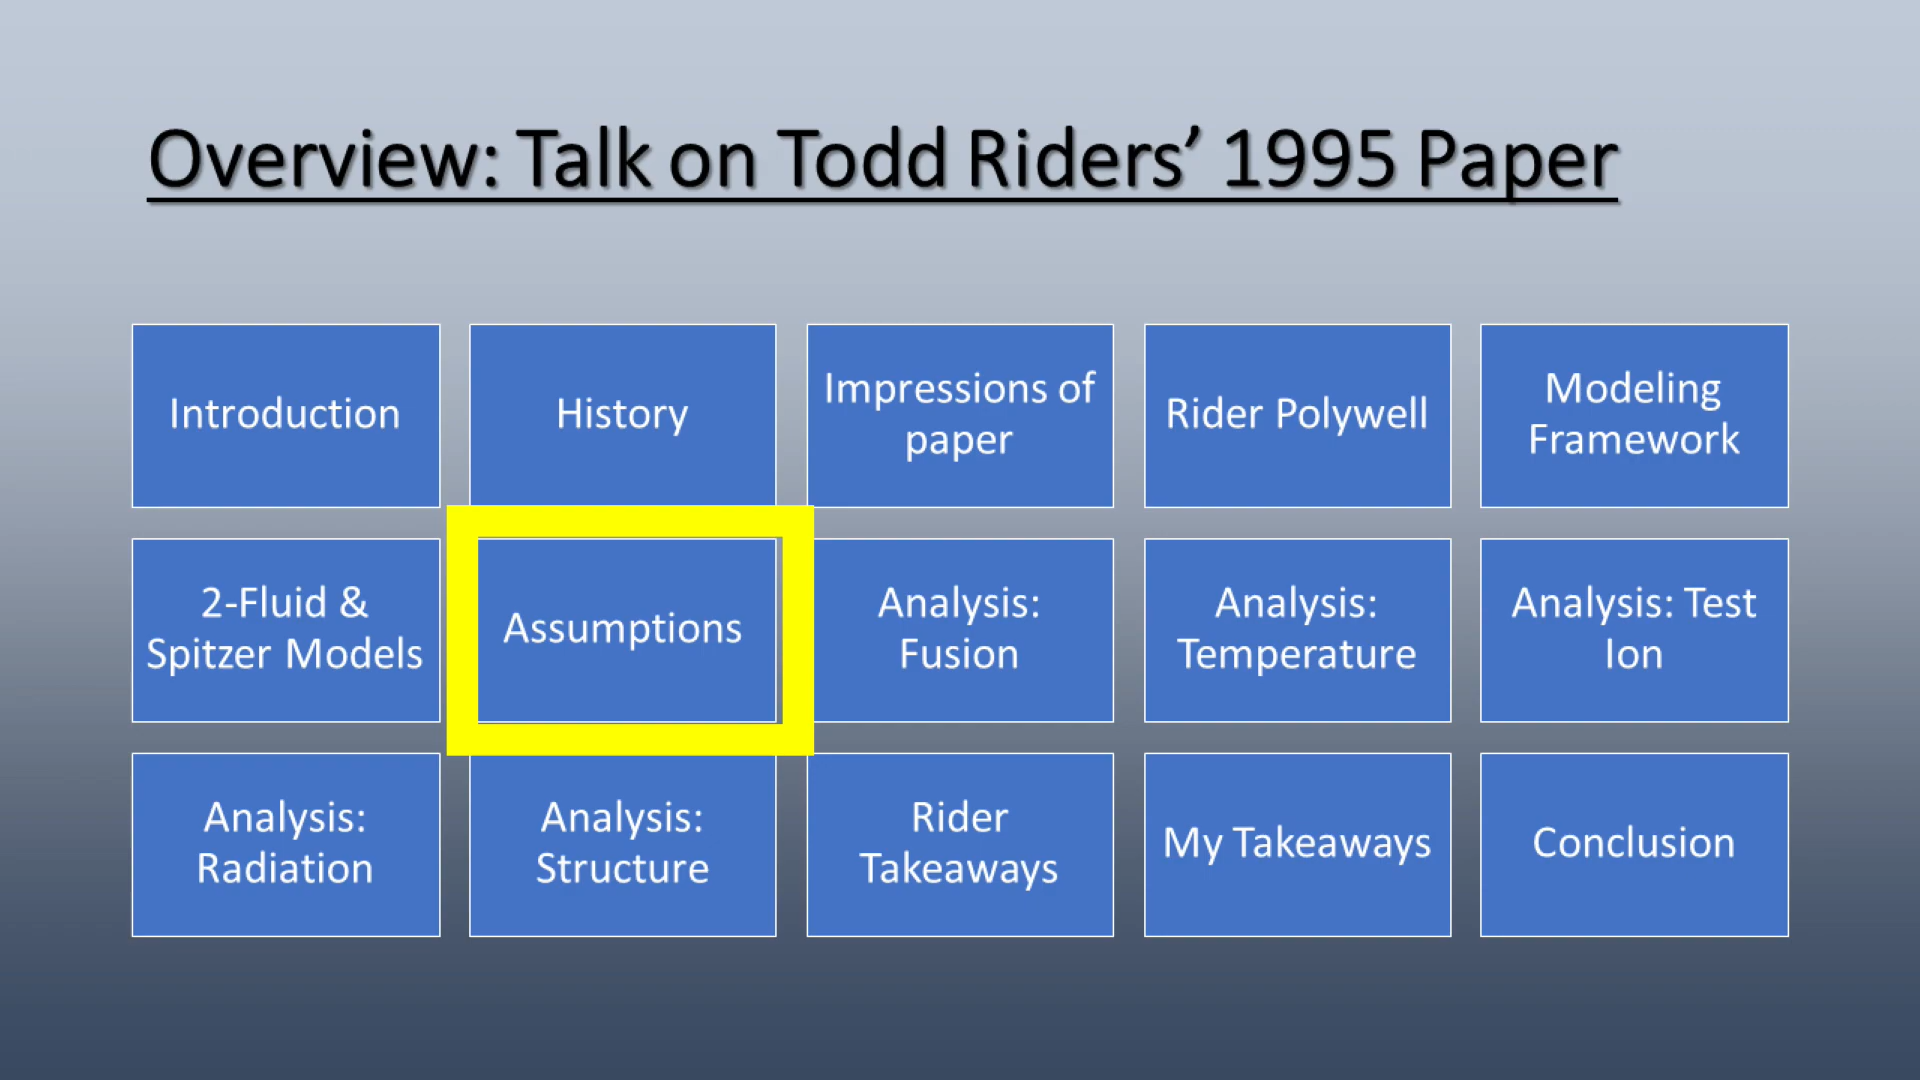 Overview: Talk on Todd Riders’ 1995 Paper
Introduction
History
Impressions of
paper
Rider Polywell
Modeling
Framework
2-Fluid &
Spitzer Models
Assumptions
Analysis:
Fusion
Analysis:
Temperature
Analysis: Test
Ion
Analysis:
Radiation
Analysis:
Structure
Rider
Takeaways
My Takeaways
Conclusion